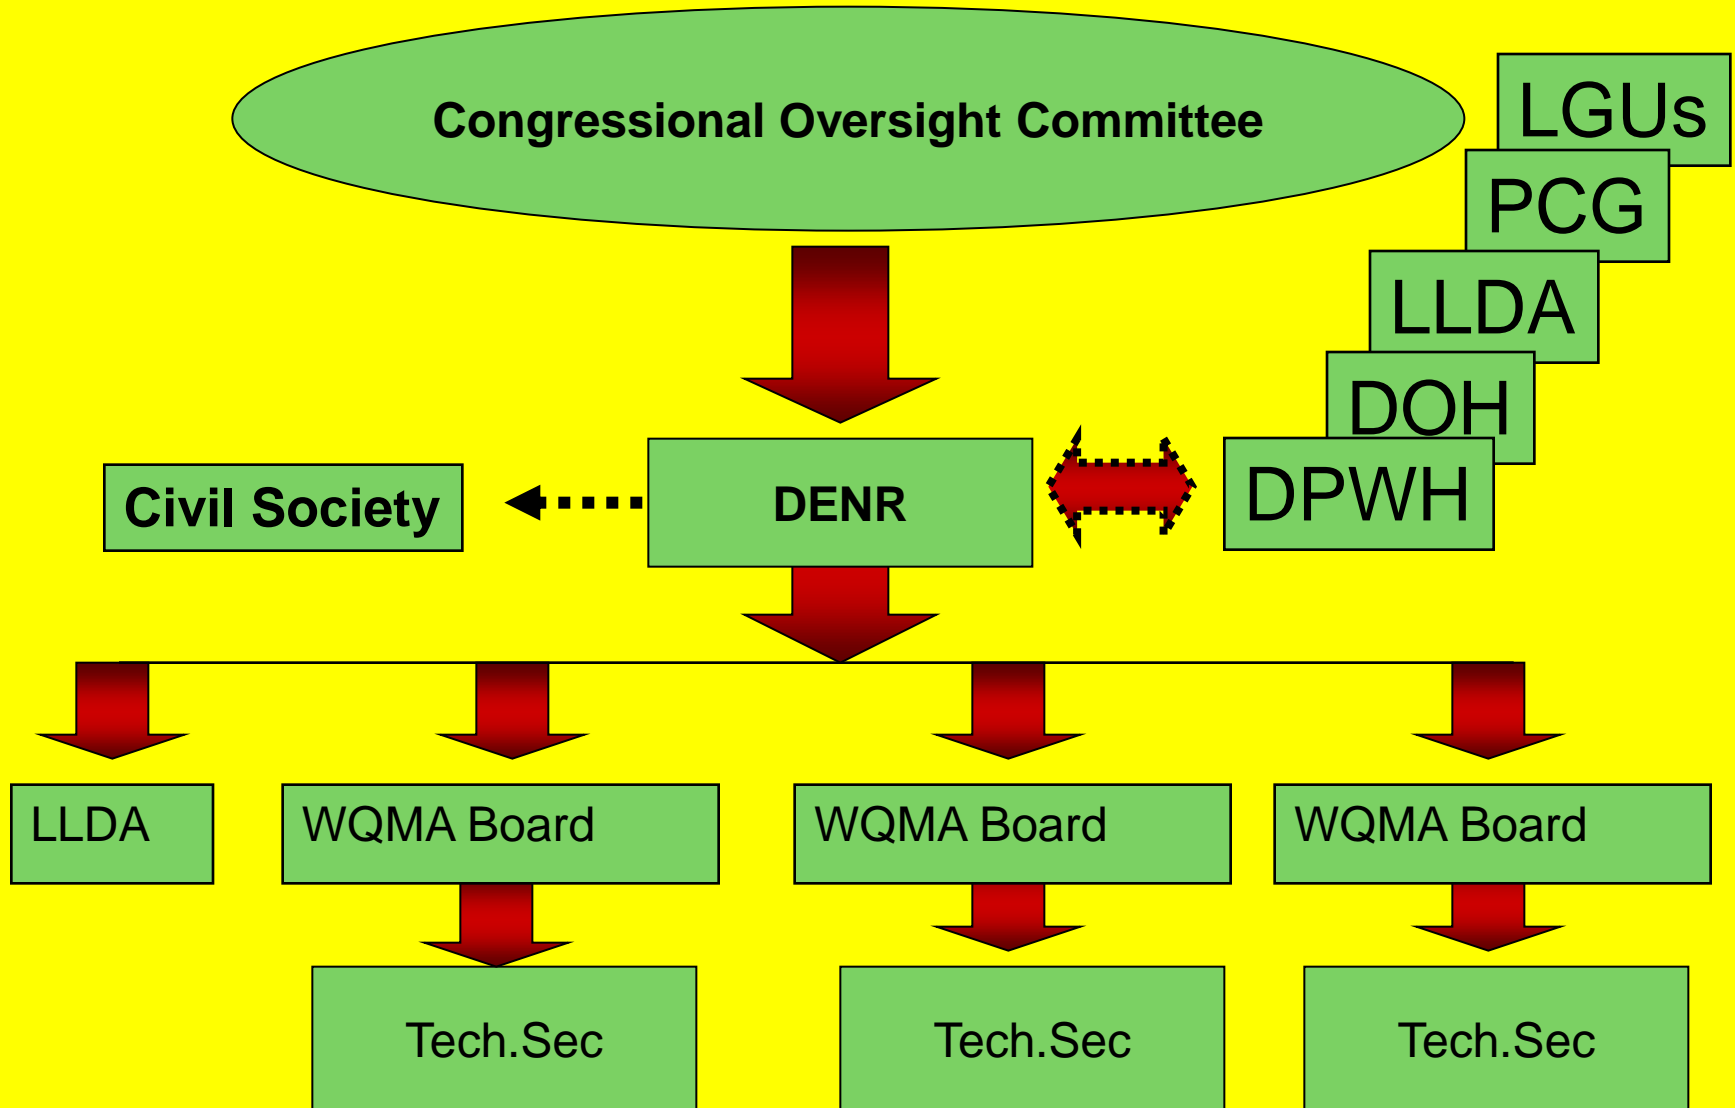 Congressional Oversight Committee
LGUs
PCG
LLDA
DOH
DPWH
Civil Society
DENR
LLDA
WQMA Board
WQMA Board
WQMA Board
Tech.Sec
Tech.Sec
Tech.Sec